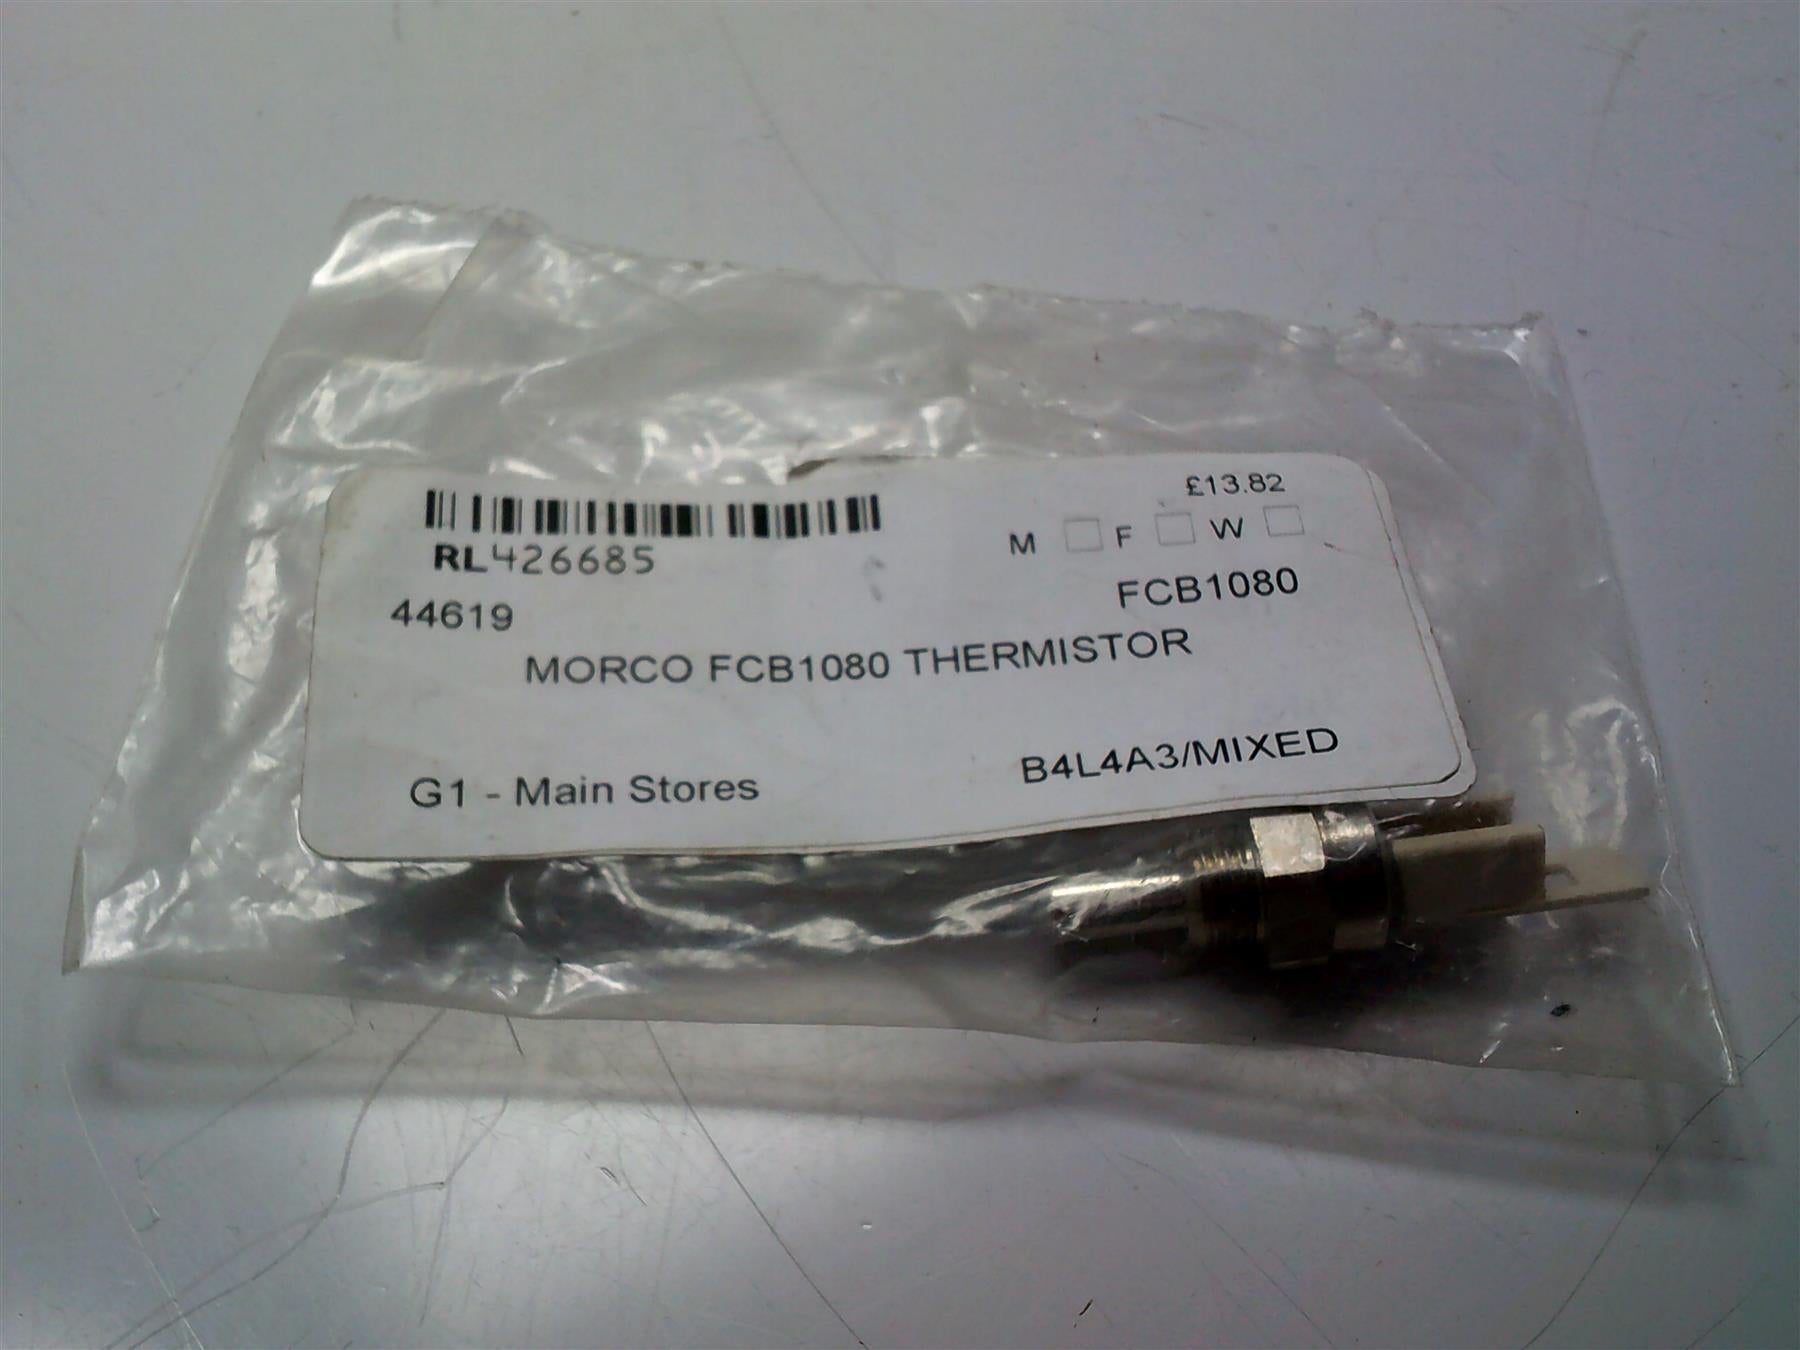 £13.82
M F W
RL426685
44619
FCB1080
MORCO FCB1080 THERMISTOR
G1 - Main Stores
B4L4A3/MIXED